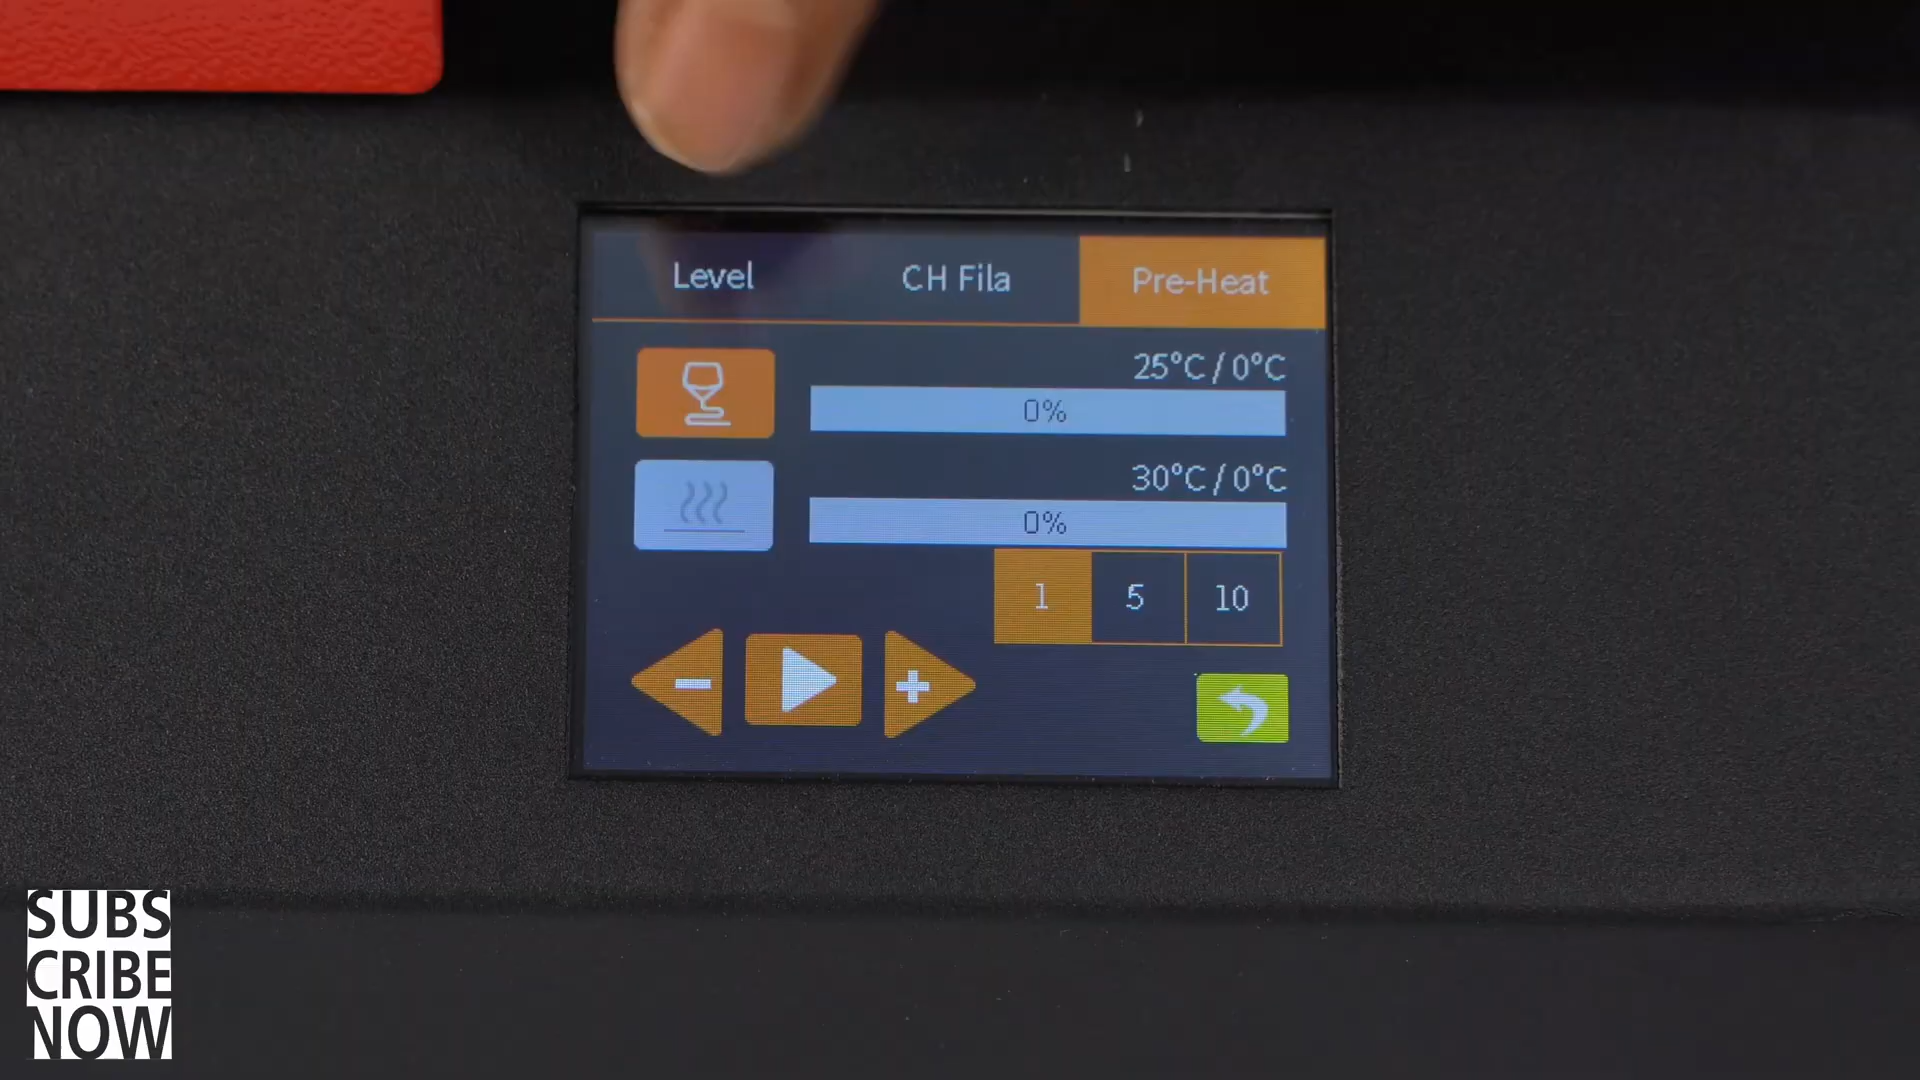 Level CH Fila Pre-Heat
25°C / 0°C
0%
30°C / 0°C
0%
1 5 10
SUBS
CRIBE
NOW